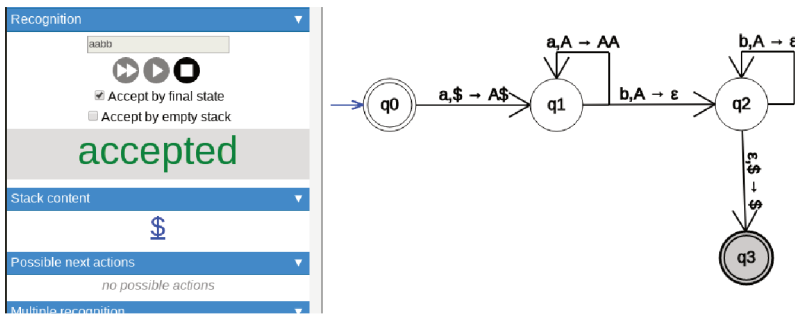 Recognition ▼
aabb
Accept by final state
Accept by empty stack
accepted
Stack content ▼
$
Possible next actions ▼
no possible actions
Multiple recognition
q0
a,$ → A$
a,A → AA
q1
b,A → ε
b,A → ε
q2
ε,$ → $
q3